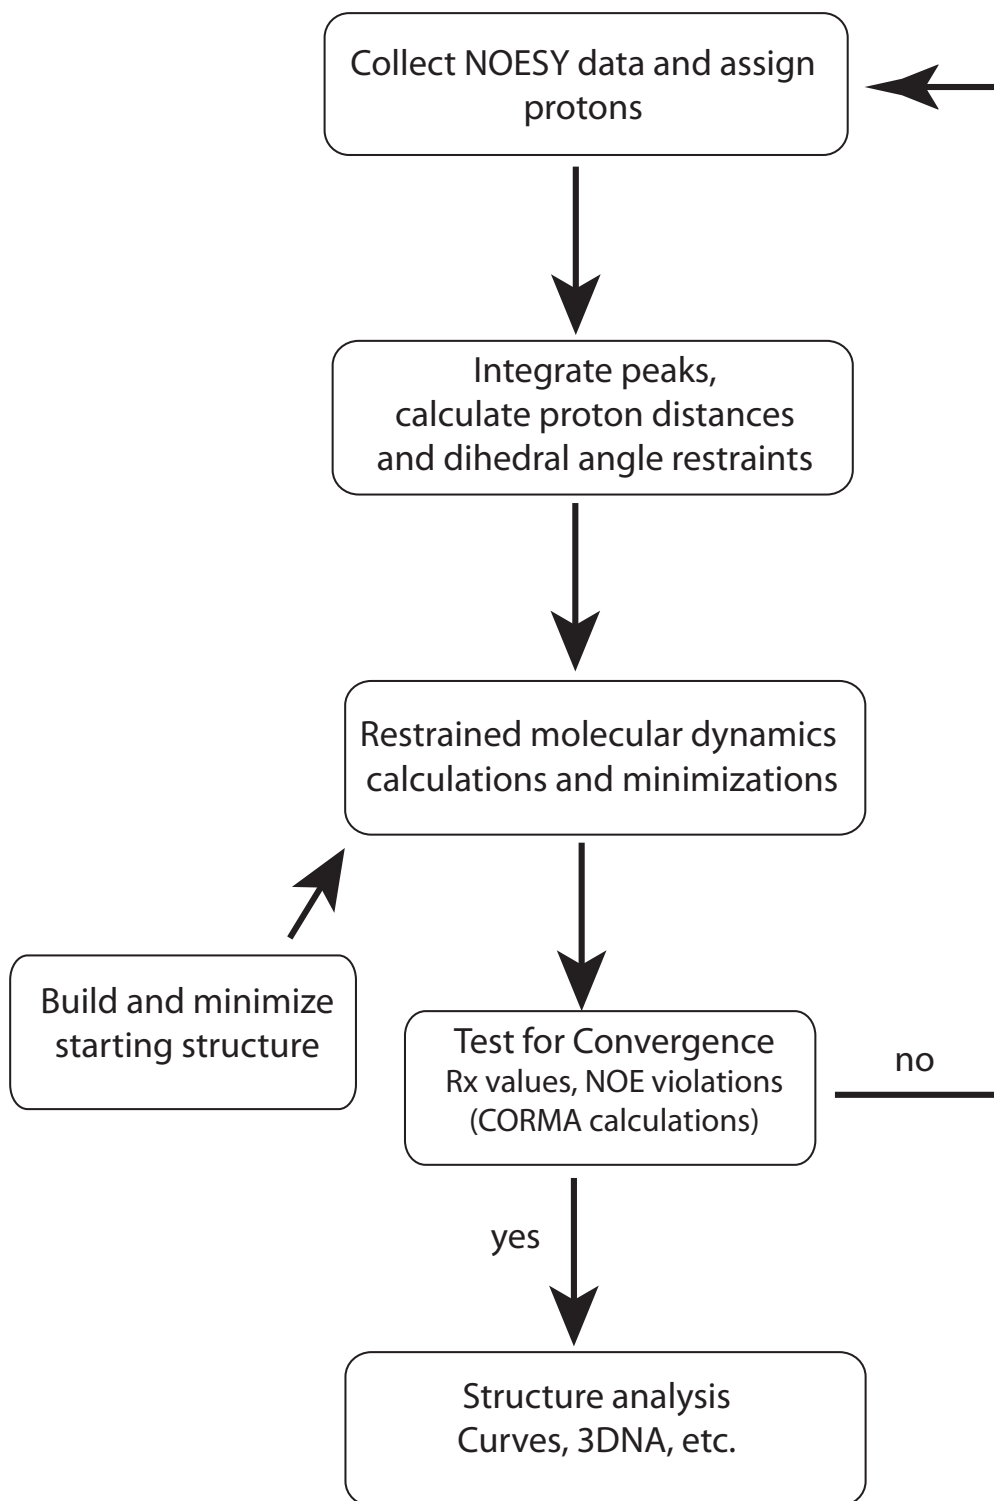 Collect NOESY data and assign
protons
Integrate peaks,
calculate proton distances
and dihedral angle restraints
Restrained molecular dynamics
calculations and minimizations
Build and minimize
starting structure
Test for Convergence
Rx values, NOE violations
(CORMA calculations)
no
yes
Structure analysis
Curves, 3DNA, etc.